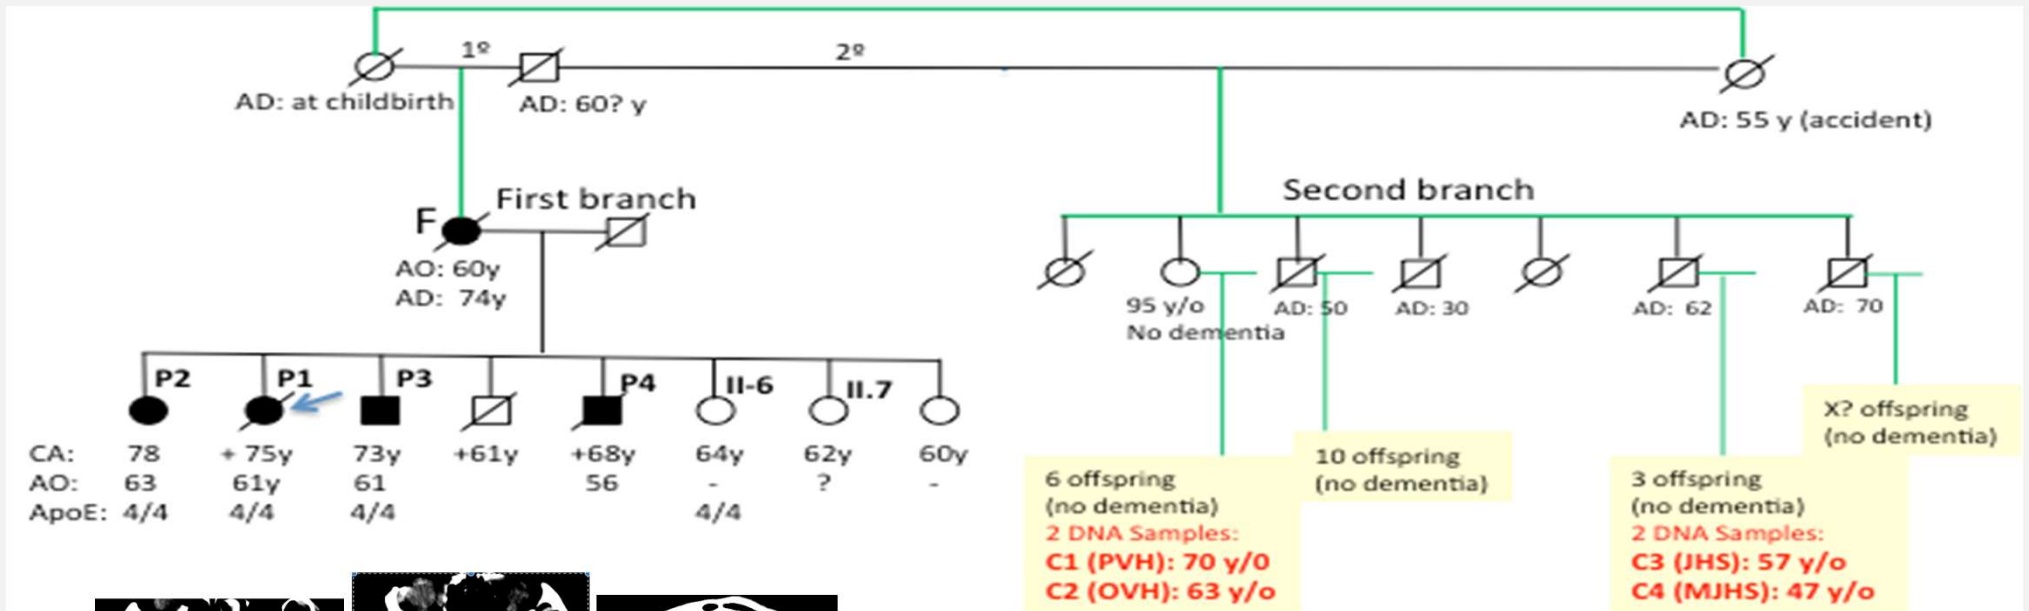 1º
2º
AD: at childbirth
AD: 60? y
AD: 55 y (accident)
First branch
Second branch
F
AO: 60y
AD: 74y
95 y/o
No dementia
AD: 50
AD: 30
AD: 62
AD: 70
P2 P1 P3 P4 II-6 II.7
CA: 78 + 75y 73y +61y +68y 64y 62y 60y
AO: 63 61y 61 56 - ? -
ApoE: 4/4 4/4 4/4 4/4
6 offspring
(no dementia)
2 DNA Samples:
C1 (PVH): 70 y/0
C2 (OVH): 63 y/o
10 offspring
(no dementia)
3 offspring
(no dementia)
2 DNA Samples:
C3 (JHS): 57 y/o
C4 (MJHS): 47 y/o
X? offspring
(no dementia)